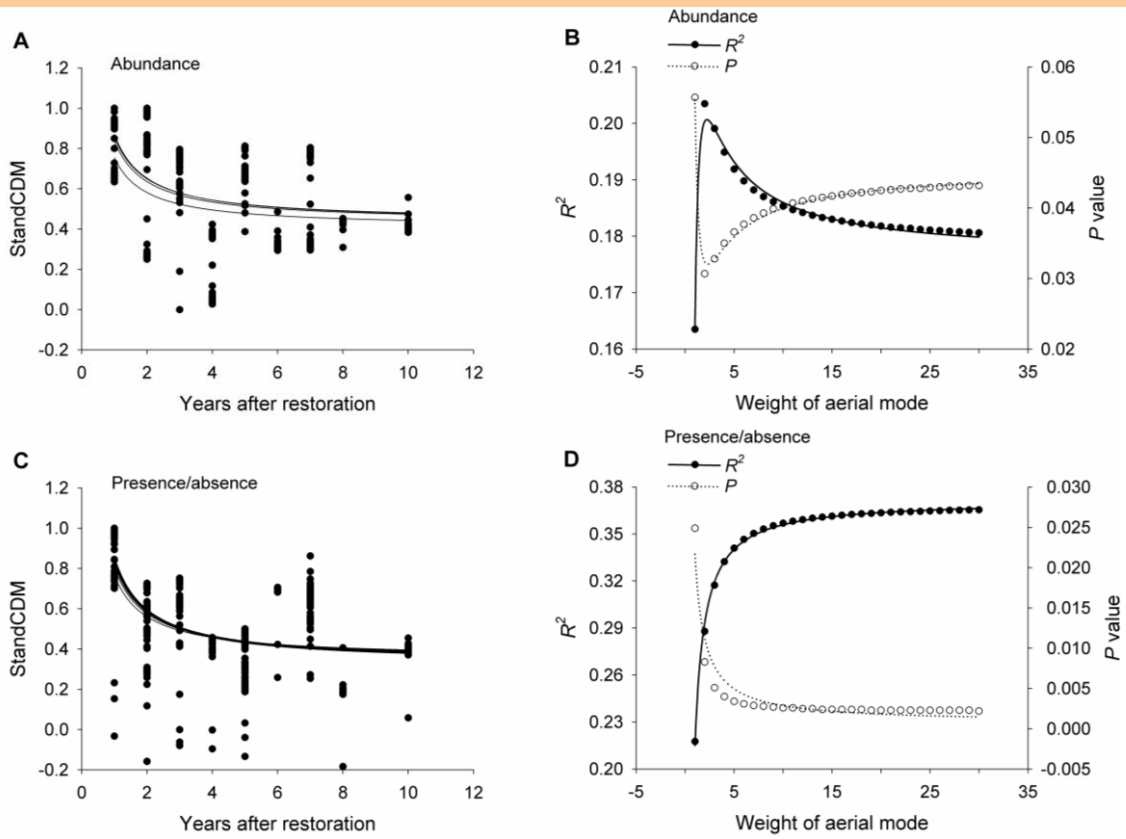 A
Abundance
1.2
1.0
0.8
0.6
0.4
0.2
0.0
-0.2
StandCDM
0 2 4 6 8 10 12
Years after restoration
B
Abundance
R²
P
0.21
0.20
0.19
0.18
0.17
0.16
R²
0.06
0.05
0.04
0.03
0.02
P value
-5 5 15 25 35
Weight of aerial mode
C
Presence/absence
1.2
1.0
0.8
0.6
0.4
0.2
0.0
-0.2
StandCDM
0 2 4 6 8 10 12
Years after restoration
D
Presence/absence
R²
P
0.38
0.35
0.32
0.29
0.26
0.23
0.20
R²
0.030
0.025
0.020
0.015
0.010
0.005
0.000
-0.005
P value
-5 5 15 25 35
Weight of aerial mode